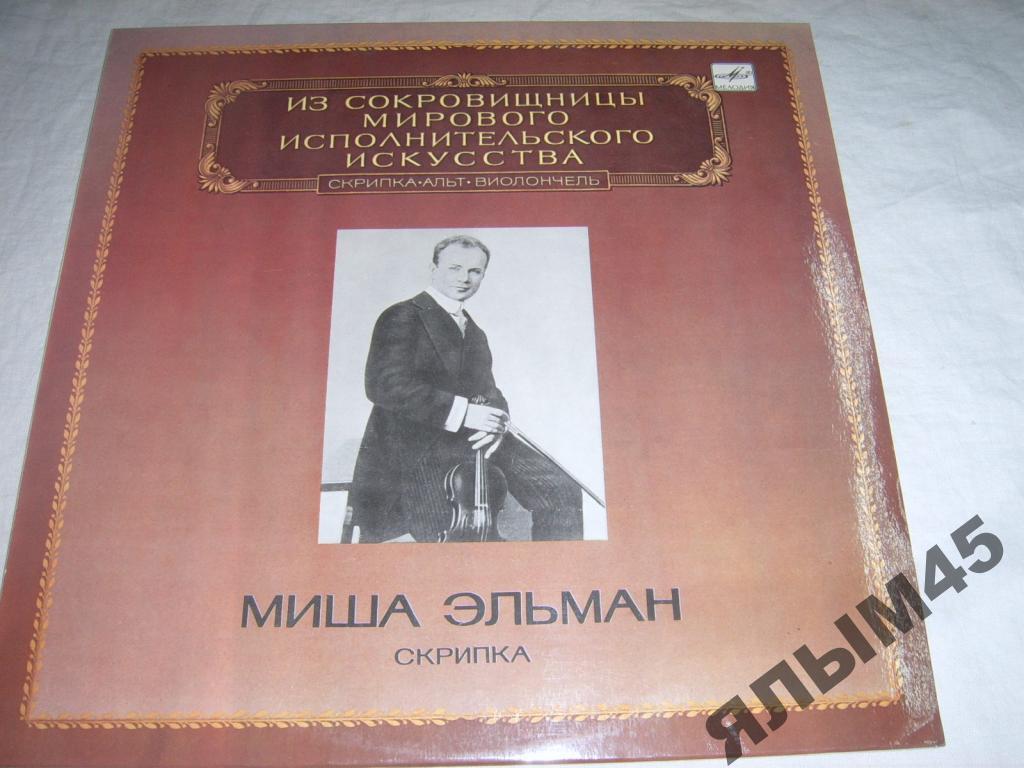 ИЗ СОКРОВИЩНИЦЫ
МИРОВОГО
ИСПОЛНИТЕЛЬСКОГО
ИСКУССТВА
СКРИПКА·АЛЬТ·ВИОЛОНЧЕЛЬ
МЕЛОДИЯ
МИША ЭЛЬМАН
СКРИПКА
ЯЛЫМ45